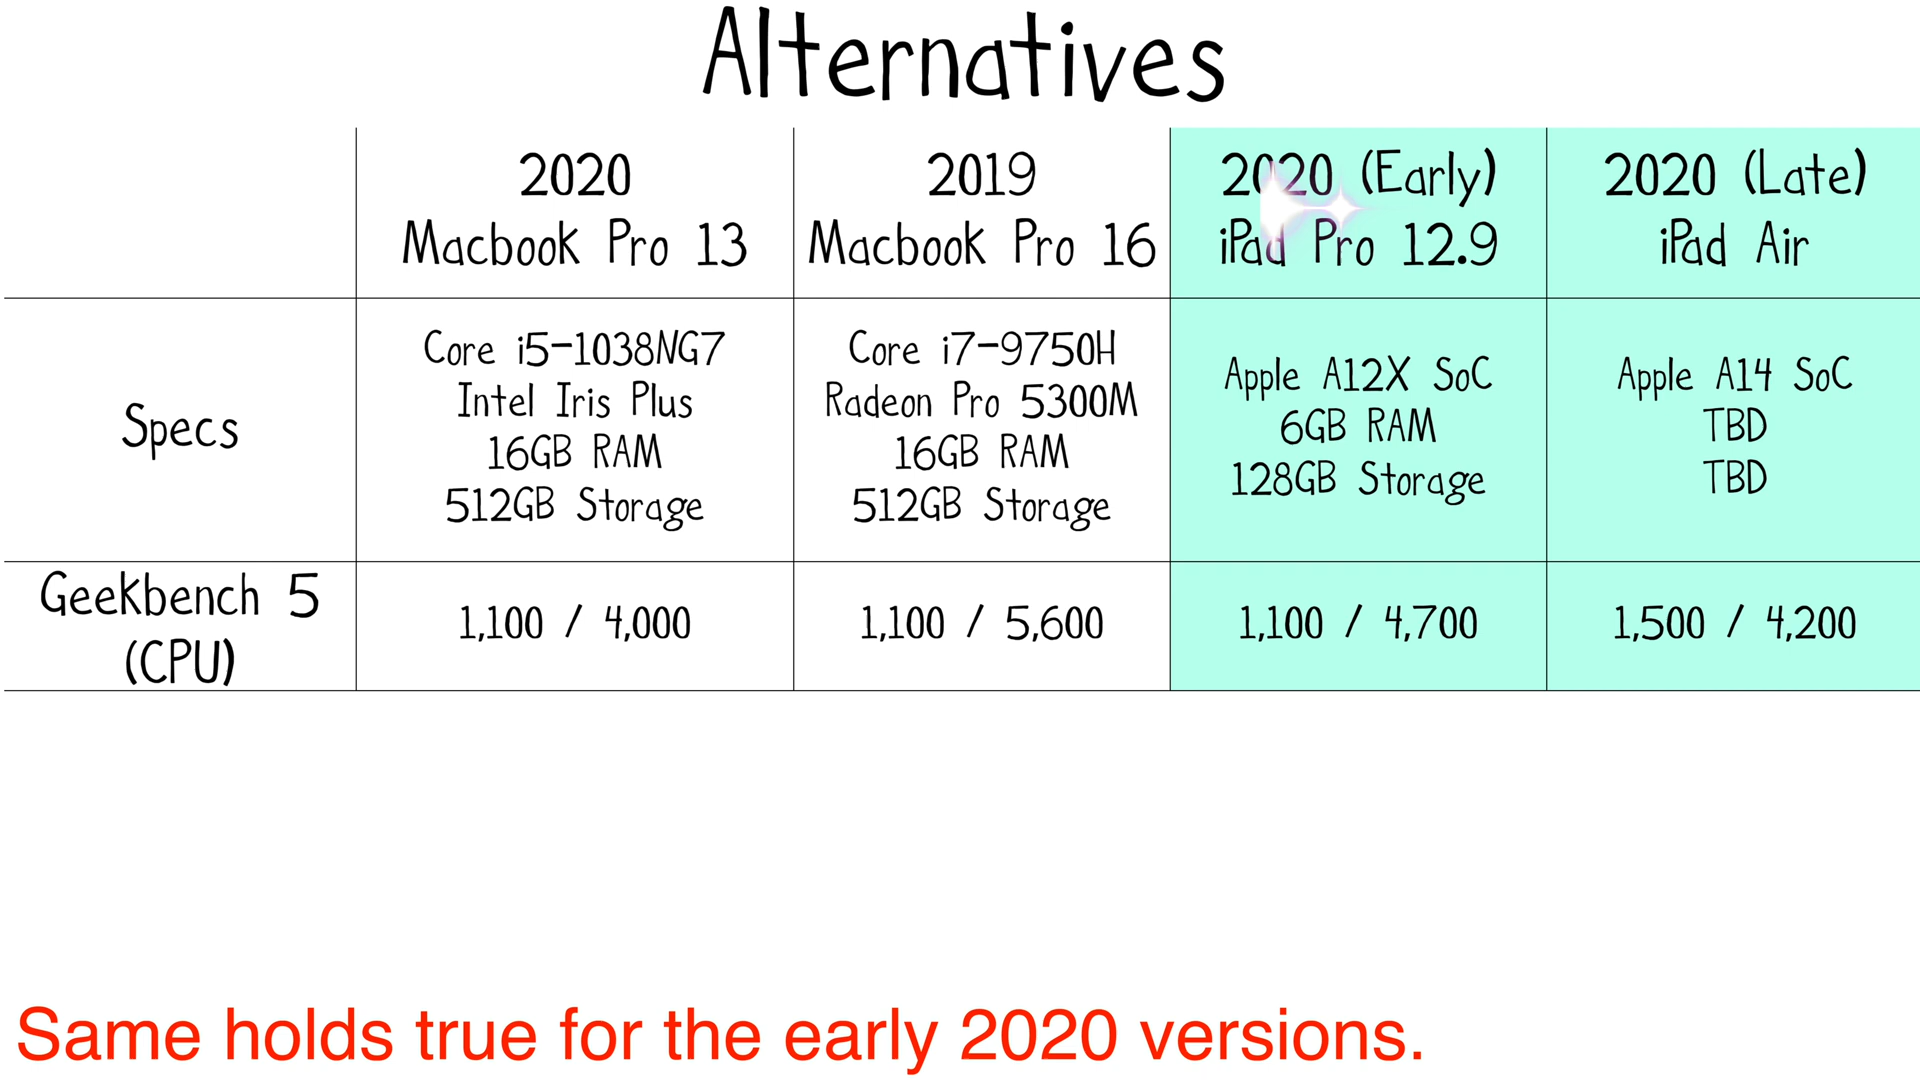 Alternatives
2020
Macbook Pro 13
2019
Macbook Pro 16
2020 (Early)
iPad Pro 12.9
2020 (Late)
iPad Air
Specs
Core i5-1038NG7
Intel Iris Plus
16GB RAM
512GB Storage
Core i7-9750H
Radeon Pro 5300M
16GB RAM
512GB Storage
Apple A12X SoC
6GB RAM
128GB Storage
Apple A14 SoC
TBD
TBD
Geekbench 5
(CPU)
1,100 / 4,000
1,100 / 5,600
1,100 / 4,700
1,500 / 4,200
Same holds true for the early 2020 versions.